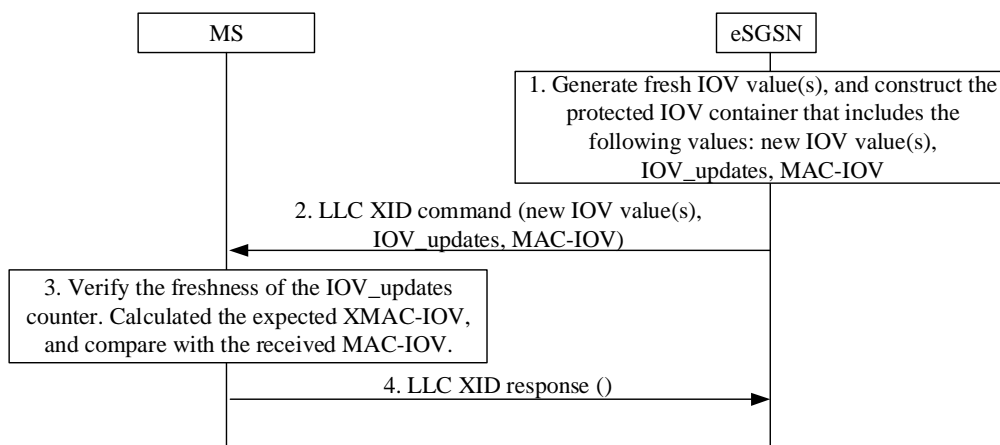 MS
eSGSN
1. Generate fresh IOV value(s), and construct the
protected IOV container that includes the
following values: new IOV value(s),
IOV_updates, MAC-IOV
2. LLC XID command (new IOV value(s),
IOV_updates, MAC-IOV)
3. Verify the freshness of the IOV_updates
counter. Calculated the expected XMAC-IOV,
and compare with the received MAC-IOV.
4. LLC XID response ()